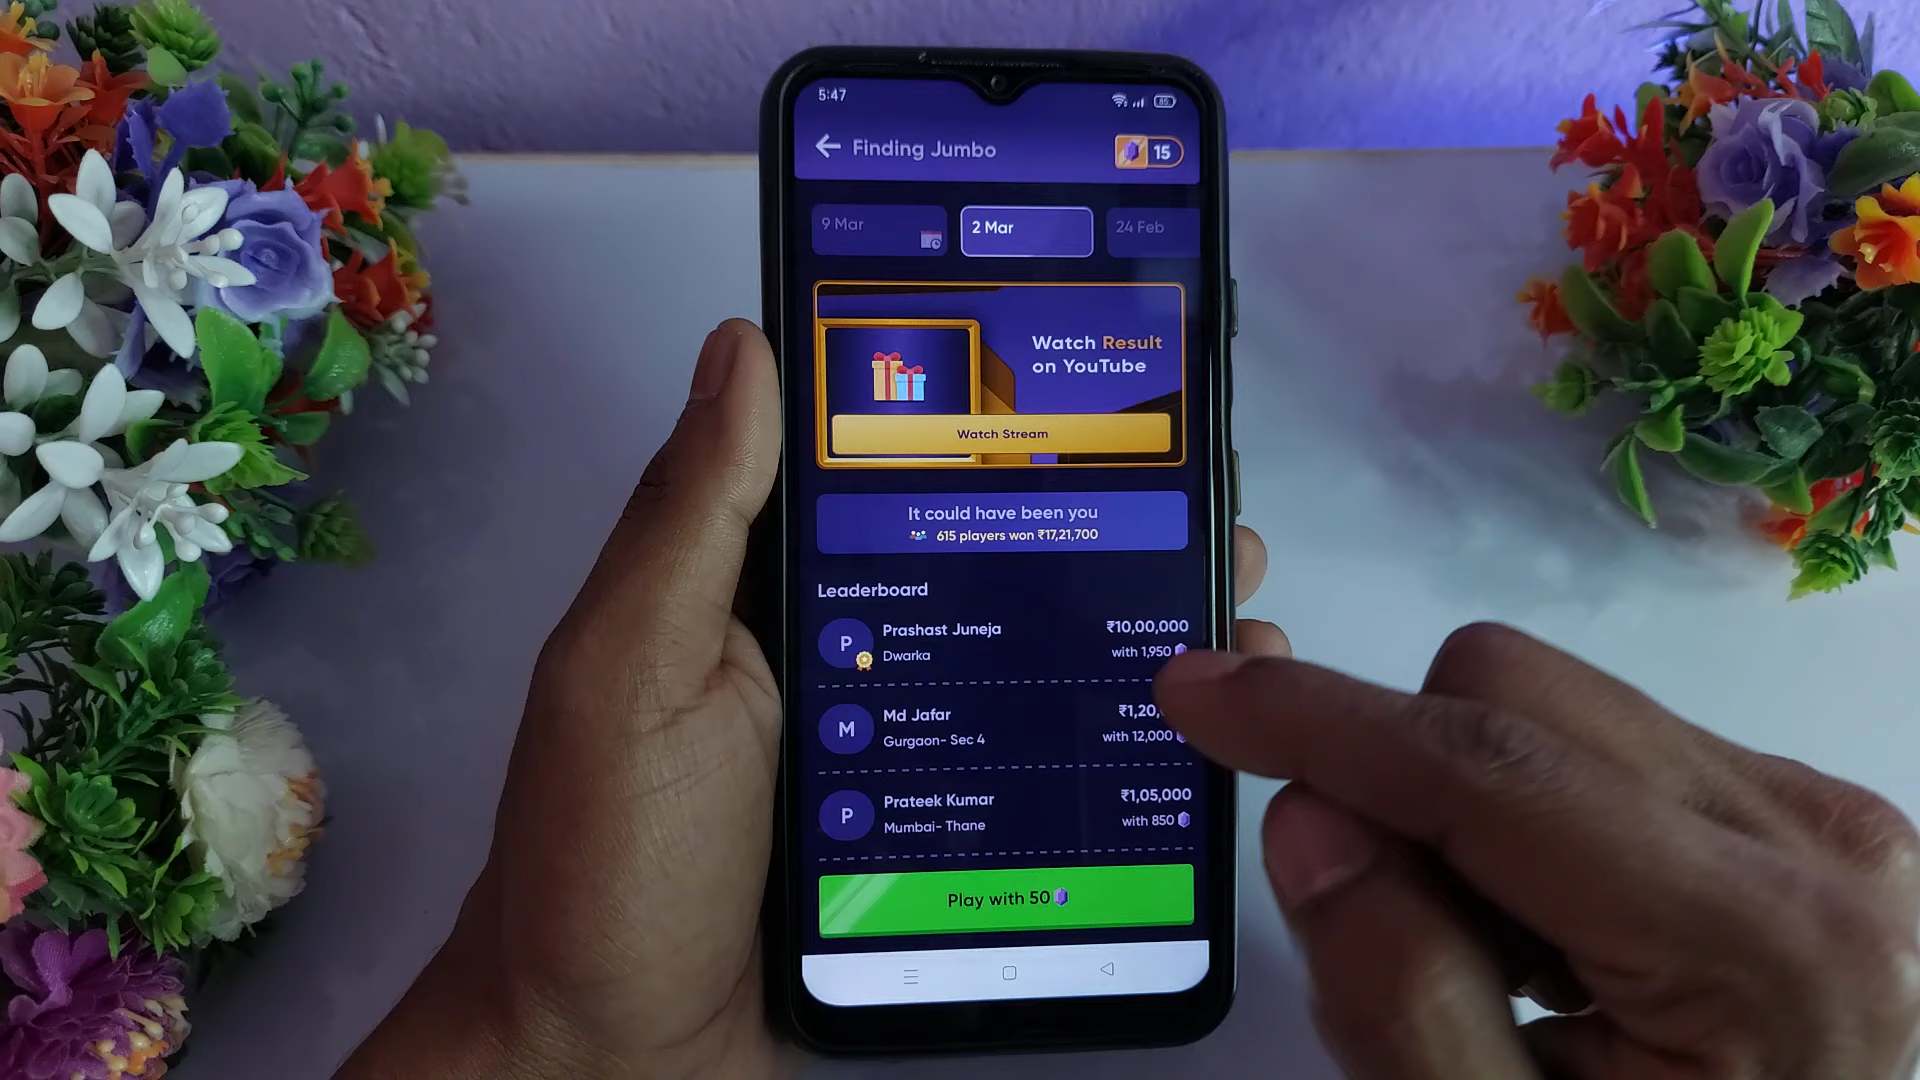 5:47
85
Finding Jumbo
15
9 Mar
2 Mar
24 Feb
Watch Result
on YouTube
Watch Stream
It could have been you
615 players won ₹17,21,700
Leaderboard
P
Prashast Juneja
₹10,00,000
Dwarka
with 1,950
M
Md Jafar
₹1,20,
Gurgaon- Sec 4
with 12,000
P
Prateek Kumar
₹1,05,000
Mumbai- Thane
with 850
Play with 50